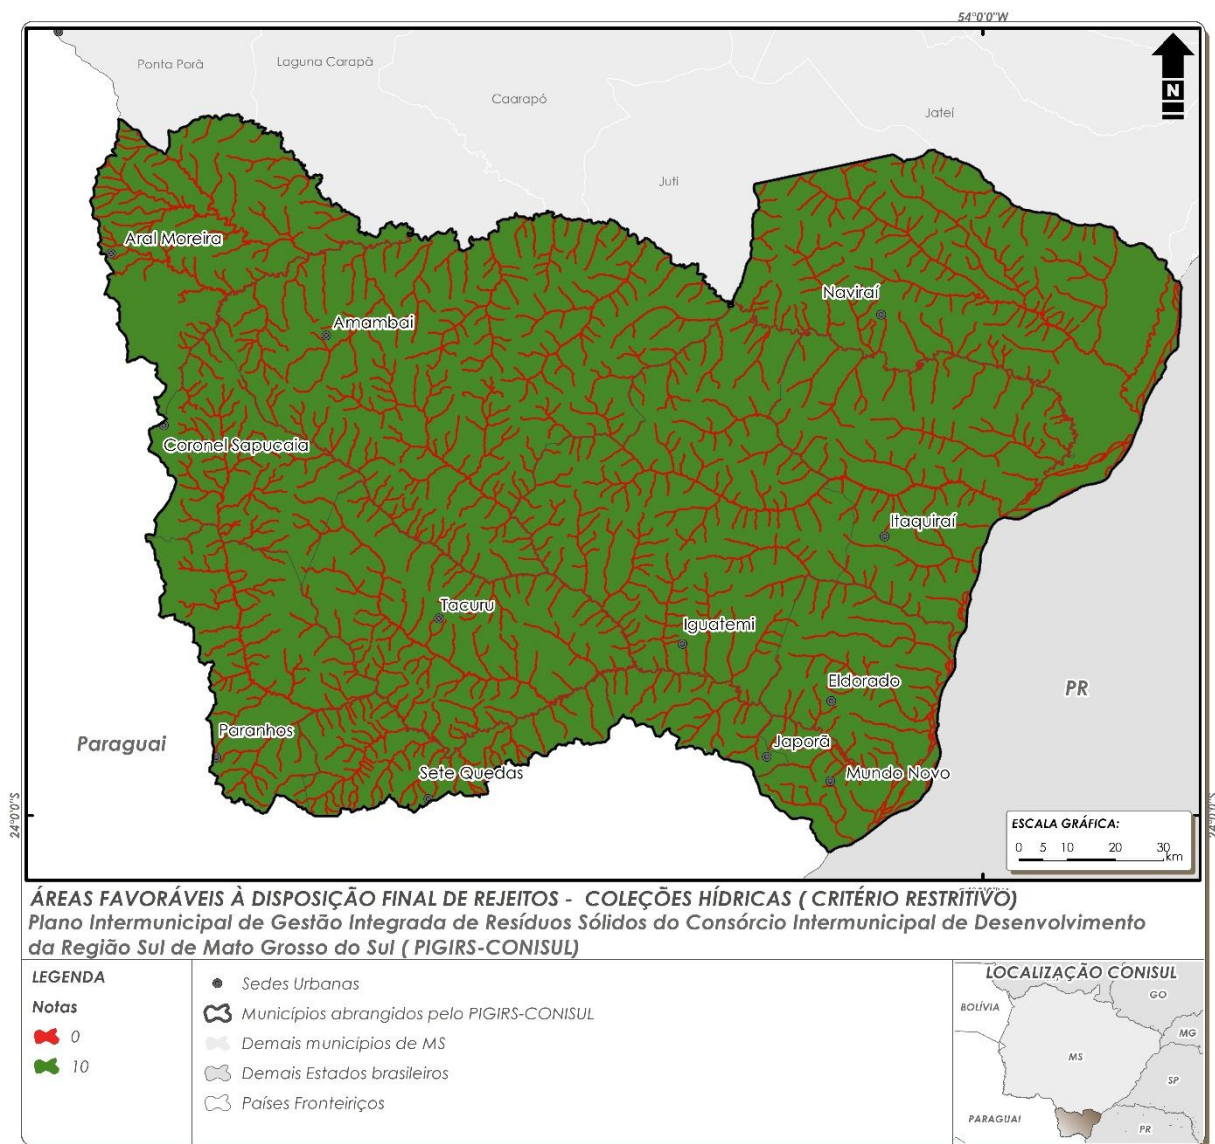 54°0'0"W
Ponta Porã
Laguna Carapã
Caarapó
Jateí
Juti
N
Aral Moreira
Naviraí
Amambai
Coronel Sapucaia
Itaquiraí
Tacuru
Iguatemi
Eldorado
PR
Paraguai
Paranhos
Japorã
Sete Quedas
Mundo Novo
24°0'0"S
24°0'0"S
ESCALA GRÁFICA:
0 5 10 20 30
km
ÁREAS FAVORÁVEIS À DISPOSIÇÃO FINAL DE REJEITOS - COLEÇÕES HÍDRICAS ( CRITÉRIO RESTRITIVO)
Plano Intermunicipal de Gestão Integrada de Resíduos Sólidos do Consórcio Intermunicipal de Desenvolvimento
da Região Sul de Mato Grosso do Sul ( PIGIRS-CONISUL)
LEGENDA
Notas
0
10
Sedes Urbanas
Municípios abrangidos pelo PIGIRS-CONISUL
Demais municípios de MS
Demais Estados brasileiros
Países Fronteiriços
LOCALIZAÇÃO CONISUL
BOLÍVIA
GO
MG
MS
SP
PARAGUAI
PR